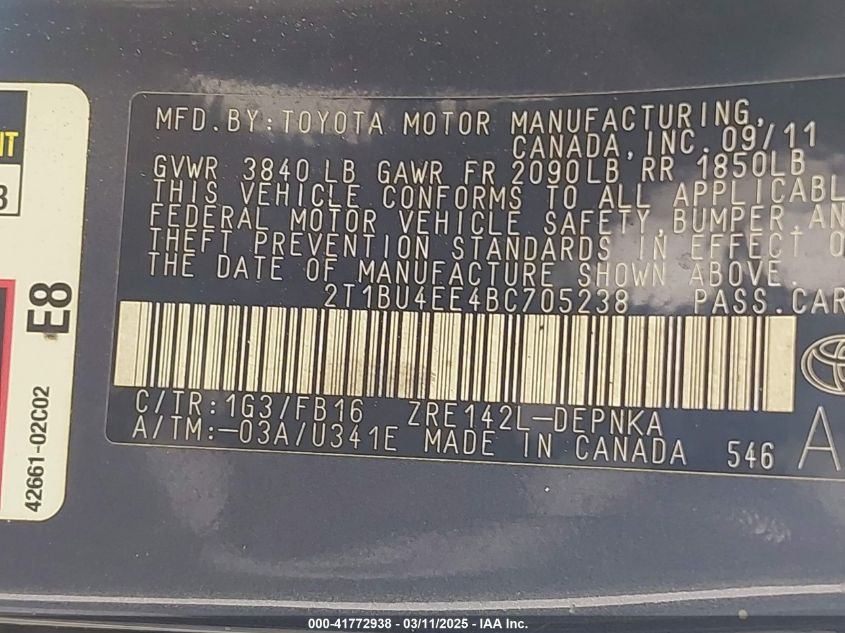 MFD.BY:TOYOTA MOTOR MANUFACTURING,
CANADA,INC. 09/11
GVWR 3840 LB GAWR FR 2090LB RR 1850LB
THIS VEHICLE CONFORMS TO ALL APPLICABL
FEDERAL MOTOR VEHICLE SAFETY,BUMPER,AN
THEFT PREVENTION STANDARDS IN EFFECT O
THE DATE OF MANUFACTURE SHOWN ABOVE.
2T1BU4EE4BC705238 PASS.CAR
C/TR:1G3/FB16 ZRE142L-DEPNKA
A/TM:-03A/U341E MADE IN CANADA 546 A
NT
3
E8
42661-02C02
000-41772938 - 03/11/2025 - IAA Inc.